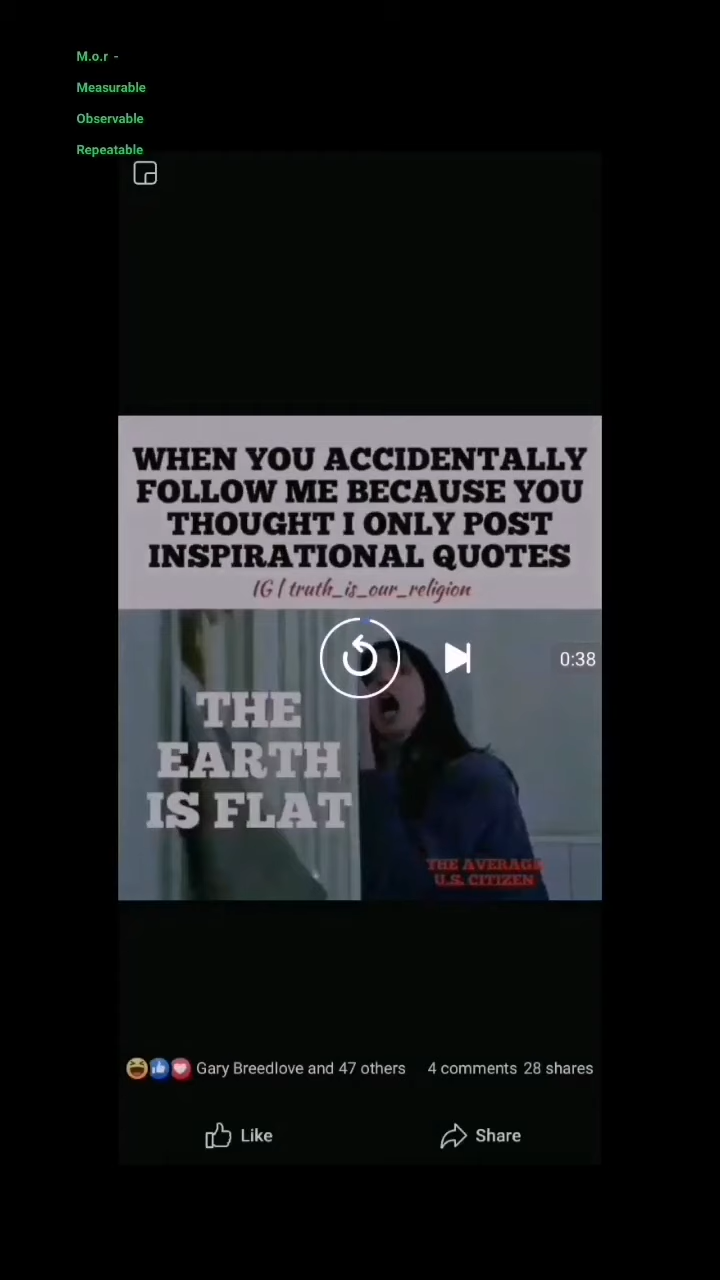 M.o.r -
Measurable
Observable
Repeatable
WHEN YOU ACCIDENTALLY
FOLLOW ME BECAUSE YOU
THOUGHT I ONLY POST
INSPIRATIONAL QUOTES
IG / truth_is_our_religion
0:38
THE
EARTH
IS FLAT
THE AVERAGE
U.S. CITIZEN
Gary Breedlove and 47 others 4 comments 28 shares
Like Share